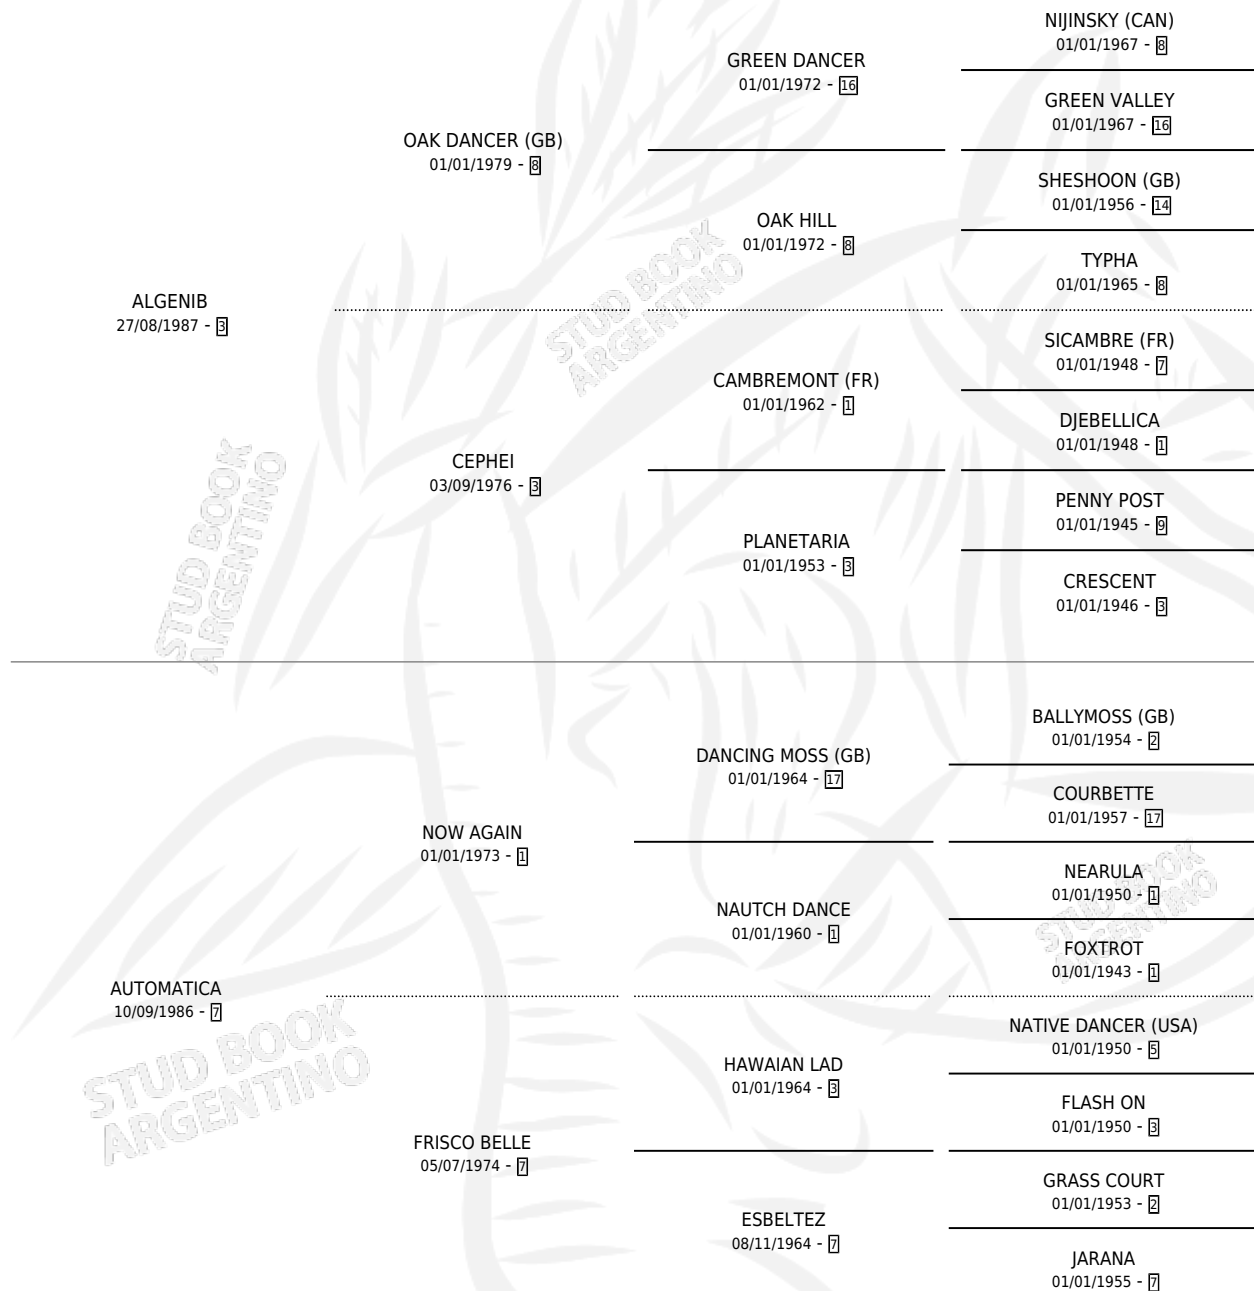 NIJINSKY (CAN)
01/01/1967 - 8
GREEN DANCER
01/01/1972 - 16
GREEN VALLEY
01/01/1967 - 16
OAK DANCER (GB)
01/01/1979 - 8
SHESHOON (GB)
01/01/1956 - 14
OAK HILL
01/01/1972 - 8
TYPHA
01/01/1965 - 8
ALGENIB
27/08/1987 - 3
SICAMBRE (FR)
01/01/1948 - 7
CAMBREMONT (FR)
01/01/1962 - 1
DJEBELLICA
01/01/1948 - 1
CEPHEI
03/09/1976 - 3
PENNY POST
01/01/1945 - 9
PLANETARIA
01/01/1953 - 3
CRESCENT
01/01/1946 - 3
BALLYMOSS (GB)
01/01/1954 - 2
DANCING MOSS (GB)
01/01/1964 - 17
COURBETTE
01/01/1957 - 17
NOW AGAIN
01/01/1973 - 1
NEARULA
01/01/1950 - 1
NAUTCH DANCE
01/01/1960 - 1
FOXTROT
01/01/1943 - 1
AUTOMATICA
10/09/1986 - 7
NATIVE DANCER (USA)
01/01/1950 - 5
HAWAIAN LAD
01/01/1964 - 3
FLASH ON
01/01/1950 - 3
FRISCO BELLE
05/07/1974 - 7
GRASS COURT
01/01/1953 - 2
ESBELTEZ
08/11/1964 - 7
JARANA
01/01/1955 - 7
STUD BOOK
ARGENTINO
STUD BOOK
ARGENTINO
STUD BOOK
ARGENTINO
STUD BOOK
ARGENTINO